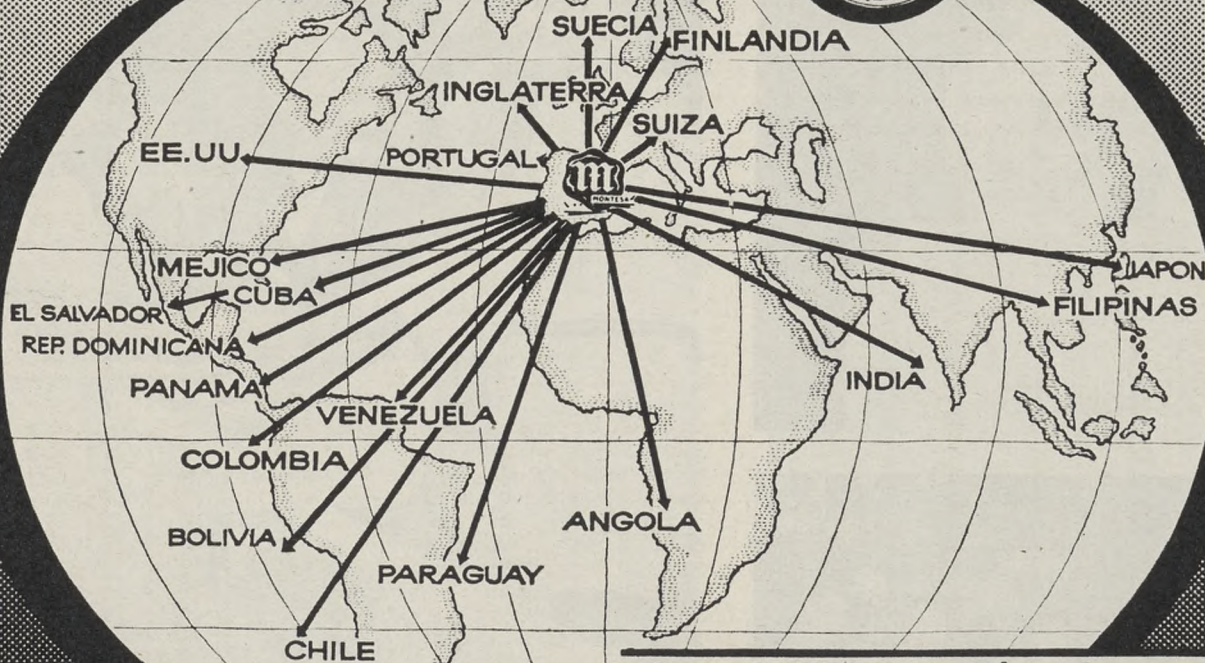 SUECIA
FINLANDIA
INGLATERRA
SUIZA
EE.UU.
PORTUGAL
m
MONTESA
MEJICO
JAPON
CUBA
FILIPINAS
EL SALVADOR
REP. DOMINICANA
PANAMA
INDIA
VENEZUELA
COLOMBIA
ANGOLA
BOLIVIA
PARAGUAY
CHILE